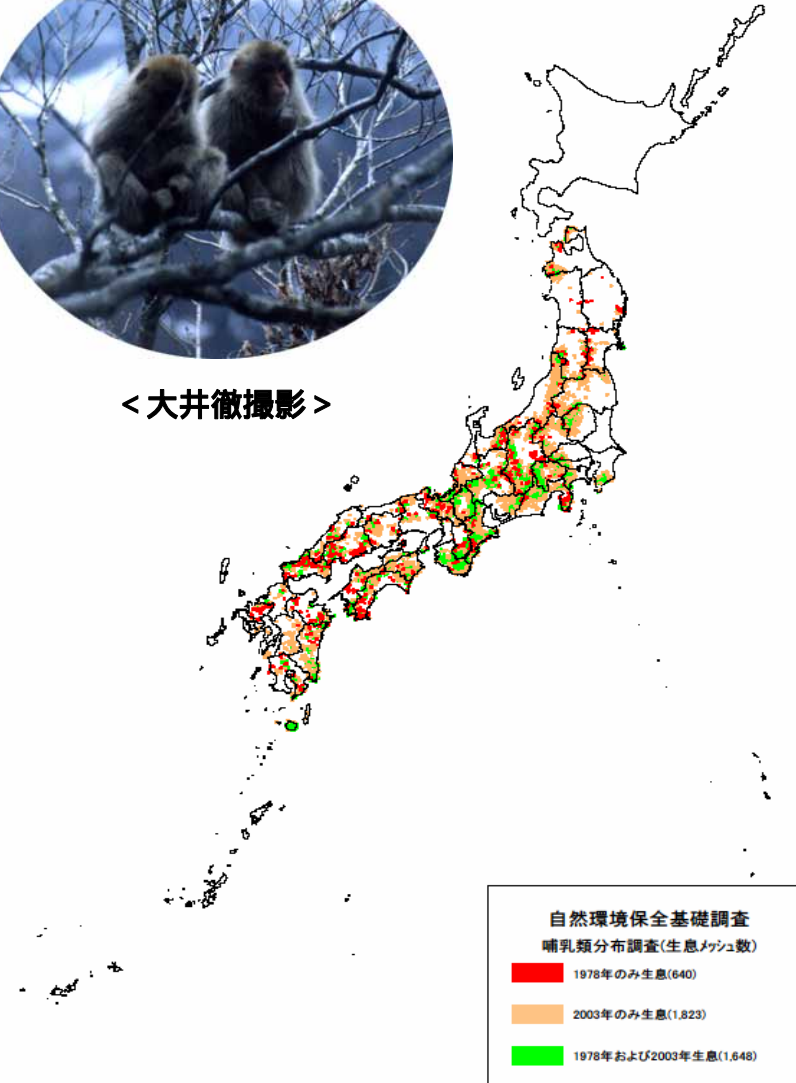 <大井徹撮影>
自然環境保全基礎調査
哺乳類分布調査(生息メッシュ数)
1978年のみ生息(640)
2003年のみ生息(1,823)
1978年および2003年生息(1,648)